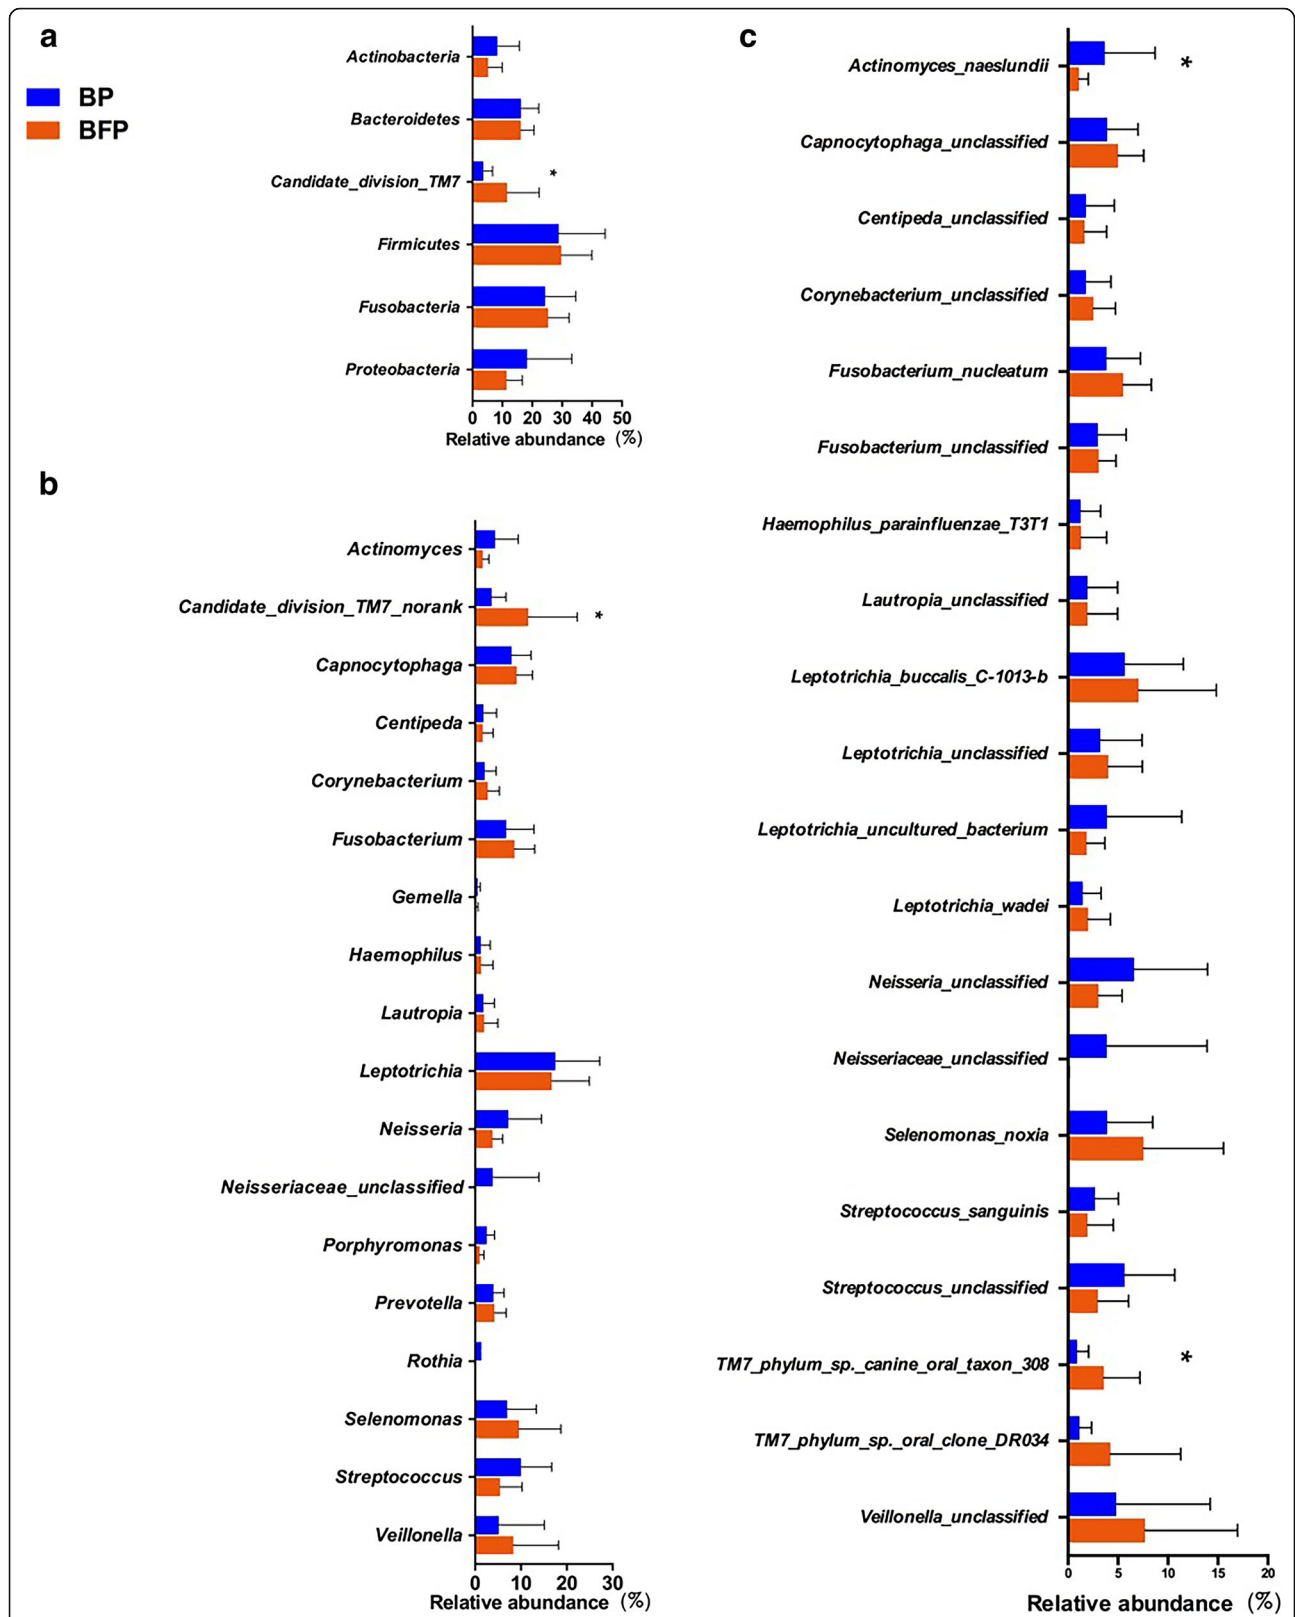 a
BP
BFP
Actinobacteria
Bacteroidetes
Candidate_division_TM7
*
Firmicutes
Fusobacteria
Proteobacteria
0 10 20 30 40 50
Relative abundance (%)
b
Actinomyces
Candidate_division_TM7_norank
*
Capnocytophaga
Centipeda
Corynebacterium
Fusobacterium
Gemella
Haemophilus
Lautropia
Leptotrichia
Neisseria
Neisseriaceae_unclassified
Porphyromonas
Prevotella
Rothia
Selenomonas
Streptococcus
Veillonella
0 10 20 30
Relative abundance (%)
c
Actinomyces_naeslundii
*
Capnocytophaga_unclassified
Centipeda_unclassified
Corynebacterium_unclassified
Fusobacterium_nucleatum
Fusobacterium_unclassified
Haemophilus_parainfluenzae_T3T1
Lautropia_unclassified
Leptotrichia_buccalis_C-1013-b
Leptotrichia_unclassified
Leptotrichia_uncultured_bacterium
Leptotrichia_wadei
Neisseria_unclassified
Neisseriaceae_unclassified
Selenomonas_noxia
Streptococcus_sanguinis
Streptococcus_unclassified
TM7_phylum_sp._canine_oral_taxon_308
*
TM7_phylum_sp._oral_clone_DR034
Veillonella_unclassified
0 5 10 15 20
Relative abundance (%)